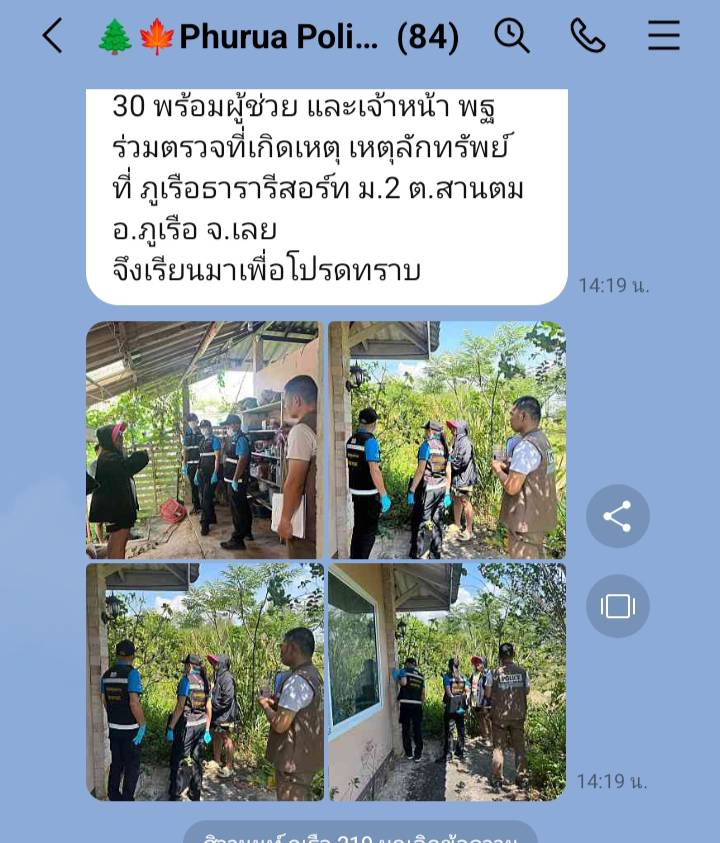 Phurua Poli... (84)
30 พร้อมผู้ช่วย และเจ้าหน้า พฐ
ร่วมตรวจที่เกิดเหตุ เหตุลักทรัพย์
ที่ ภูเรือธารารีสอร์ท ม.2 ต.สานตม
อ.ภูเรือ จ.เลย
จึงเรียนมาเพื่อโปรดทราบ
14:19 น.
POLICE
14:19 น.